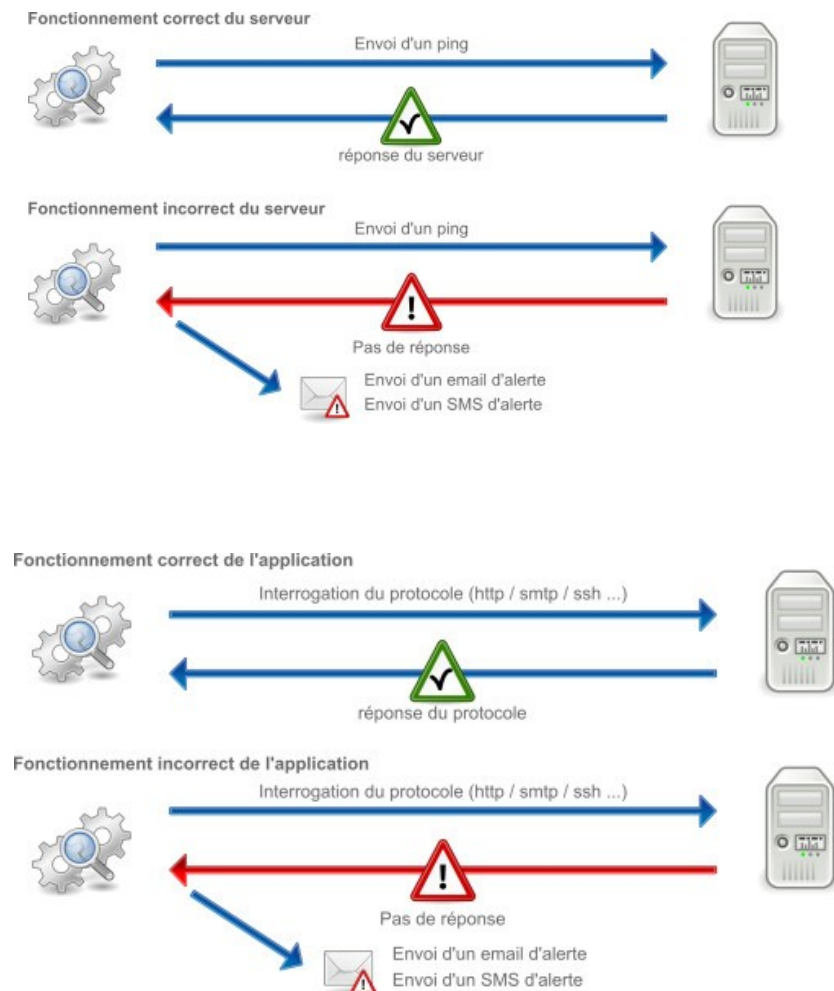 Fonctionnement correct du serveur
Envoi d'un ping
réponse du serveur
Fonctionnement incorrect du serveur
Envoi d'un ping
Pas de réponse
Envoi d'un email d'alerte
Envoi d'un SMS d'alerte
Fonctionnement correct de l'application
Interrogation du protocole (http / smtp / ssh ...)
réponse du protocole
Fonctionnement incorrect de l'application
Interrogation du protocole (http / smtp / ssh ...)
Pas de réponse
Envoi d'un email d'alerte
Envoi d'un SMS d'alerte